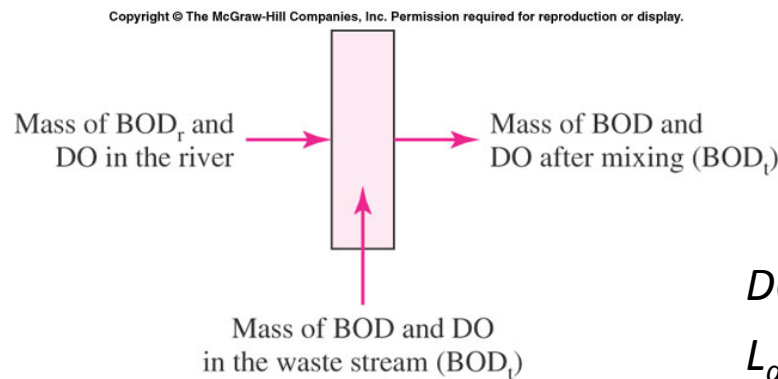 Copyright © The McGraw-Hill Companies, Inc. Permission required for reproduction or display.
Mass of BODr and
DO in the river
Mass of BOD and
DO after mixing (BODt)
Mass of BOD and DO
in the waste stream (BODt)